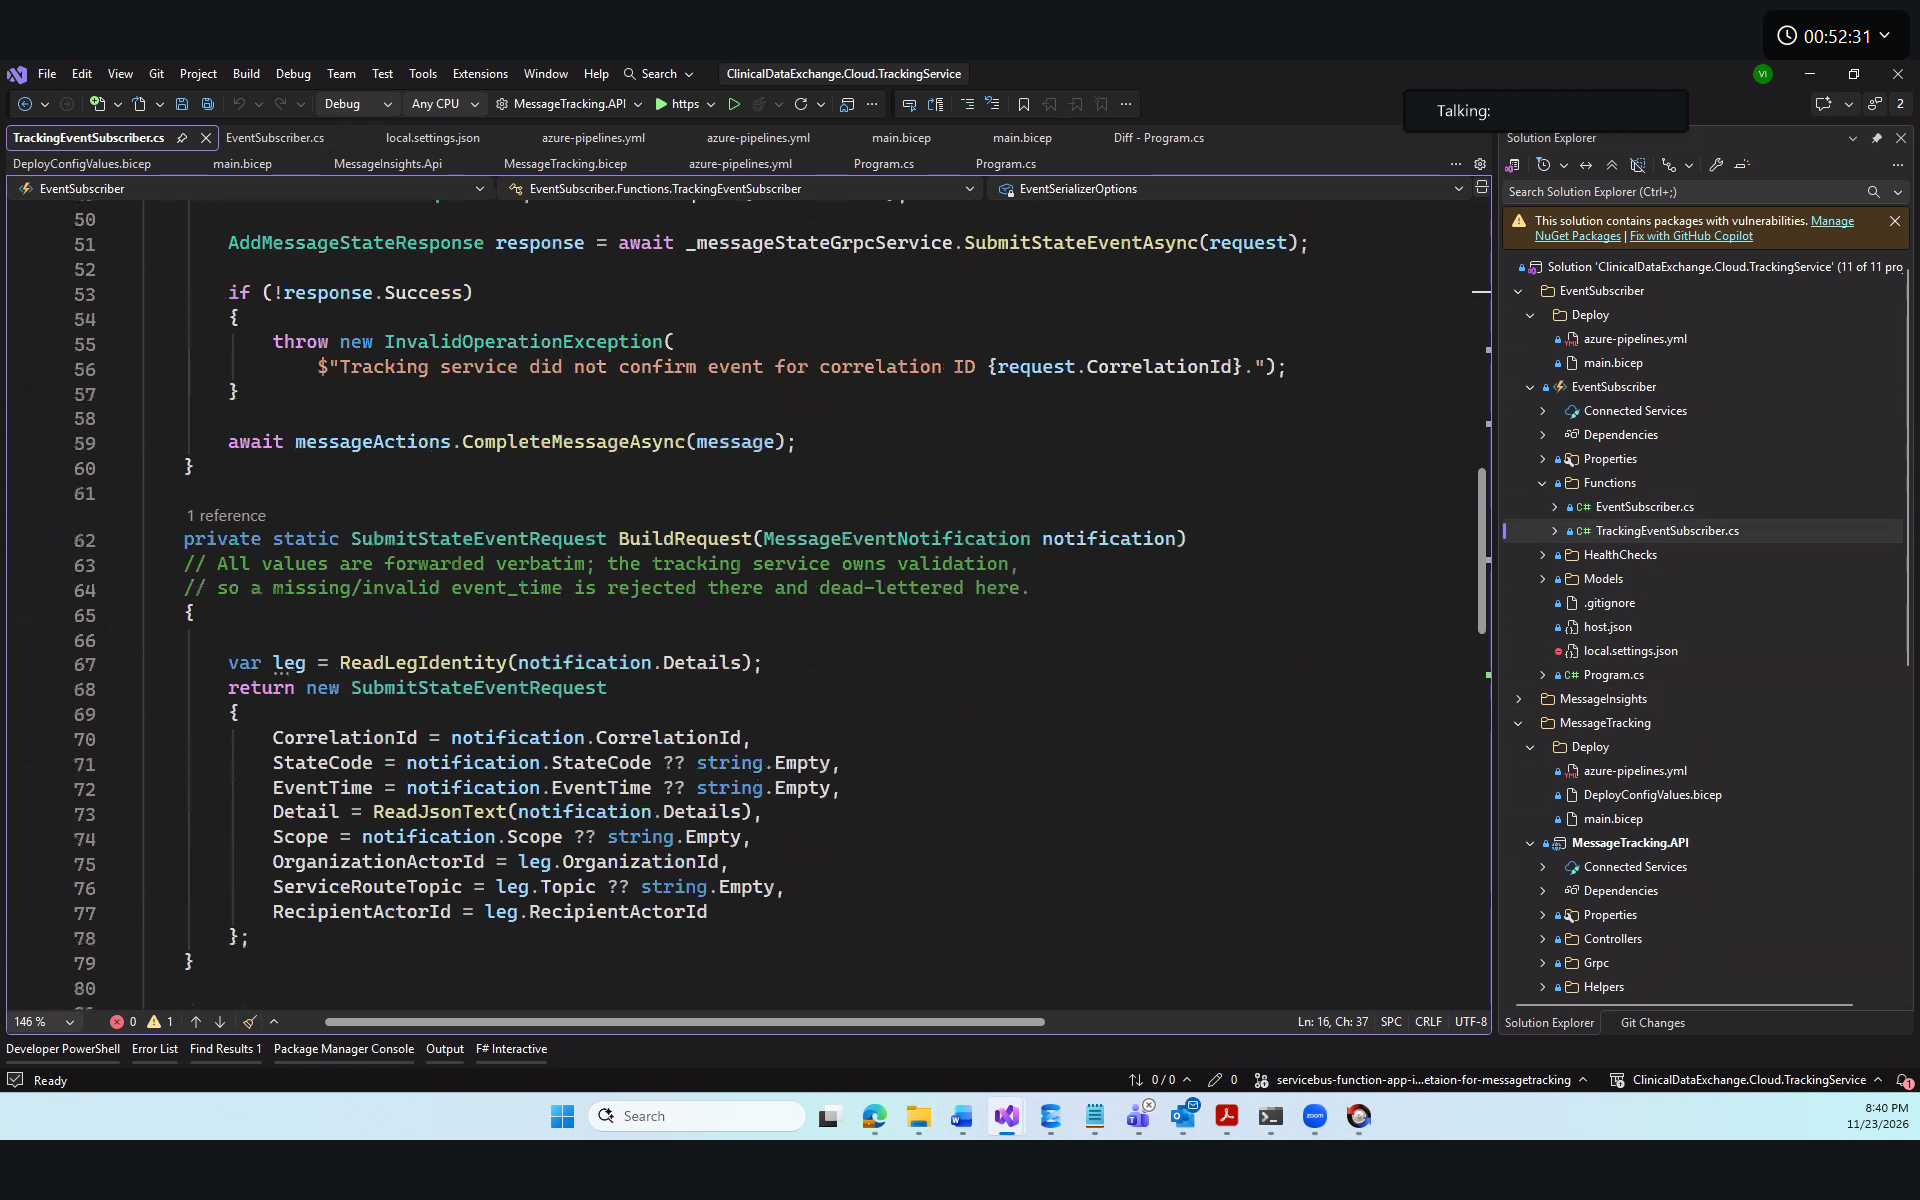 00:52:31
File Edit View Git Project Build Debug Team Test Tools Extensions Window Help Search ClinicalDataExchange.Cloud.TrackingService VI
Debug Any CPU MessageTracking.API https 2
Talking:
TrackingEventSubscriber.cs EventSubscriber.cs local.settings.json azure-pipelines.yml azure-pipelines.yml main.bicep main.bicep Diff - Program.cs
DeployConfigValues.bicep main.bicep MessageInsights.Api MessageTracking.bicep azure-pipelines.yml Program.cs Program.cs
EventSubscriber EventSubscriber.Functions.TrackingEventSubscriber EventSerializerOptions
50
51 AddMessageStateResponse response = await _messageStateGrpcService.SubmitStateEventAsync(request);
52
53 if (!response.Success)
54 {
55 throw new InvalidOperationException(
56 $"Tracking service did not confirm event for correlation ID {request.CorrelationId}.");
57 }
58
59 await messageActions.CompleteMessageAsync(message);
60 }
61
1 reference
62 private static SubmitStateEventRequest BuildRequest(MessageEventNotification notification)
63 // All values are forwarded verbatim; the tracking service owns validation,
64 // so a missing/invalid event_time is rejected there and dead-lettered here.
65 {
66
67 var leg = ReadLegIdentity(notification.Details);
68 return new SubmitStateEventRequest
69 {
70 CorrelationId = notification.CorrelationId,
71 StateCode = notification.StateCode ?? string.Empty,
72 EventTime = notification.EventTime ?? string.Empty,
73 Detail = ReadJsonText(notification.Details),
74 Scope = notification.Scope ?? string.Empty,
75 OrganizationActorId = leg.OrganizationId,
76 ServiceRouteTopic = leg.Topic ?? string.Empty,
77 RecipientActorId = leg.RecipientActorId
78 };
79 }
80
146 % 0 1 Ln: 16, Ch: 37 SPC CRLF UTF-8
Solution Explorer
Search Solution Explorer (Ctrl+;)
This solution contains packages with vulnerabilities. Manage
NuGet Packages | Fix with GitHub Copilot
Solution 'ClinicalDataExchange.Cloud.TrackingService' (11 of 11 pro
EventSubscriber
Deploy
azure-pipelines.yml
main.bicep
EventSubscriber
Connected Services
Dependencies
Properties
Functions
C# EventSubscriber.cs
C# TrackingEventSubscriber.cs
HealthChecks
Models
.gitignore
host.json
local.settings.json
C# Program.cs
MessageInsights
MessageTracking
Deploy
azure-pipelines.yml
DeployConfigValues.bicep
main.bicep
MessageTracking.API
Connected Services
Dependencies
Properties
Controllers
Grpc
Helpers
Solution Explorer Git Changes
Developer PowerShell Error List Find Results 1 Package Manager Console Output F# Interactive
Ready 0 / 0 0 servicebus-function-app-i...etaion-for-messagetracking ClinicalDataExchange.Cloud.TrackingService 1
Search zoom
8:40 PM
11/23/2026